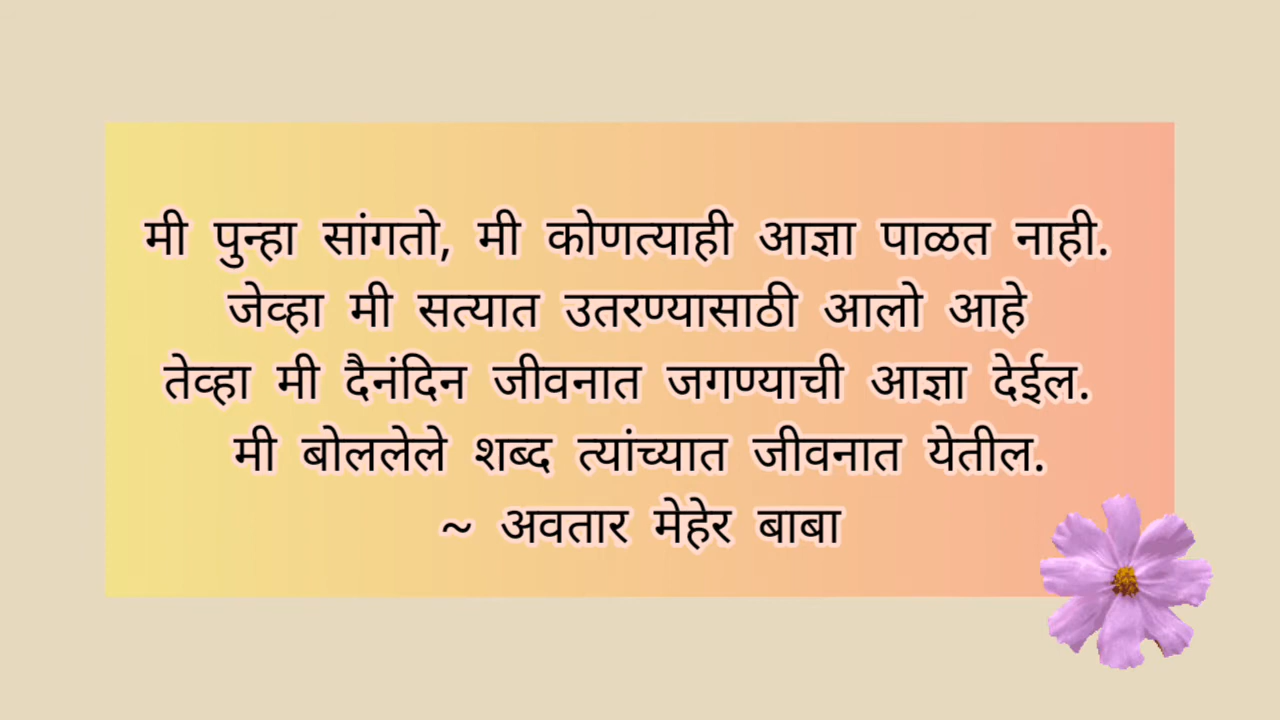 मी पुन्हा सांगतो, मी कोणत्याही आज्ञा पाळत नाही.
जेव्हा मी सत्यात उतरण्यासाठी आलो आहे
तेव्हा मी दैनंदिन जीवनात जगण्याची आज्ञा देईल.
मी बोललेले शब्द त्यांच्यात जीवनात येतील.
~ अवतार मेहेर बाबा